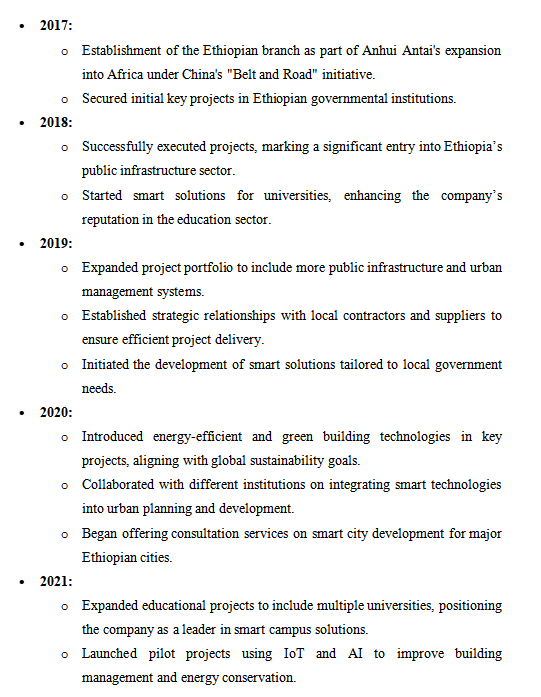 • 2017:
o Establishment of the Ethiopian branch as part of Anhui Antai's expansion
into Africa under China's "Belt and Road" initiative.
o Secured initial key projects in Ethiopian governmental institutions.
• 2018:
o Successfully executed projects, marking a significant entry into Ethiopia's
public infrastructure sector.
o Started smart solutions for universities, enhancing the company's
reputation in the education sector.
• 2019:
o Expanded project portfolio to include more public infrastructure and urban
management systems.
o Established strategic relationships with local contractors and suppliers to
ensure efficient project delivery.
o Initiated the development of smart solutions tailored to local government
needs.
• 2020:
o Introduced energy-efficient and green building technologies in key
projects, aligning with global sustainability goals.
o Collaborated with different institutions on integrating smart technologies
into urban planning and development.
o Began offering consultation services on smart city development for major
Ethiopian cities.
• 2021:
o Expanded educational projects to include multiple universities, positioning
the company as a leader in smart campus solutions.
o Launched pilot projects using IoT and AI to improve building
management and energy conservation.